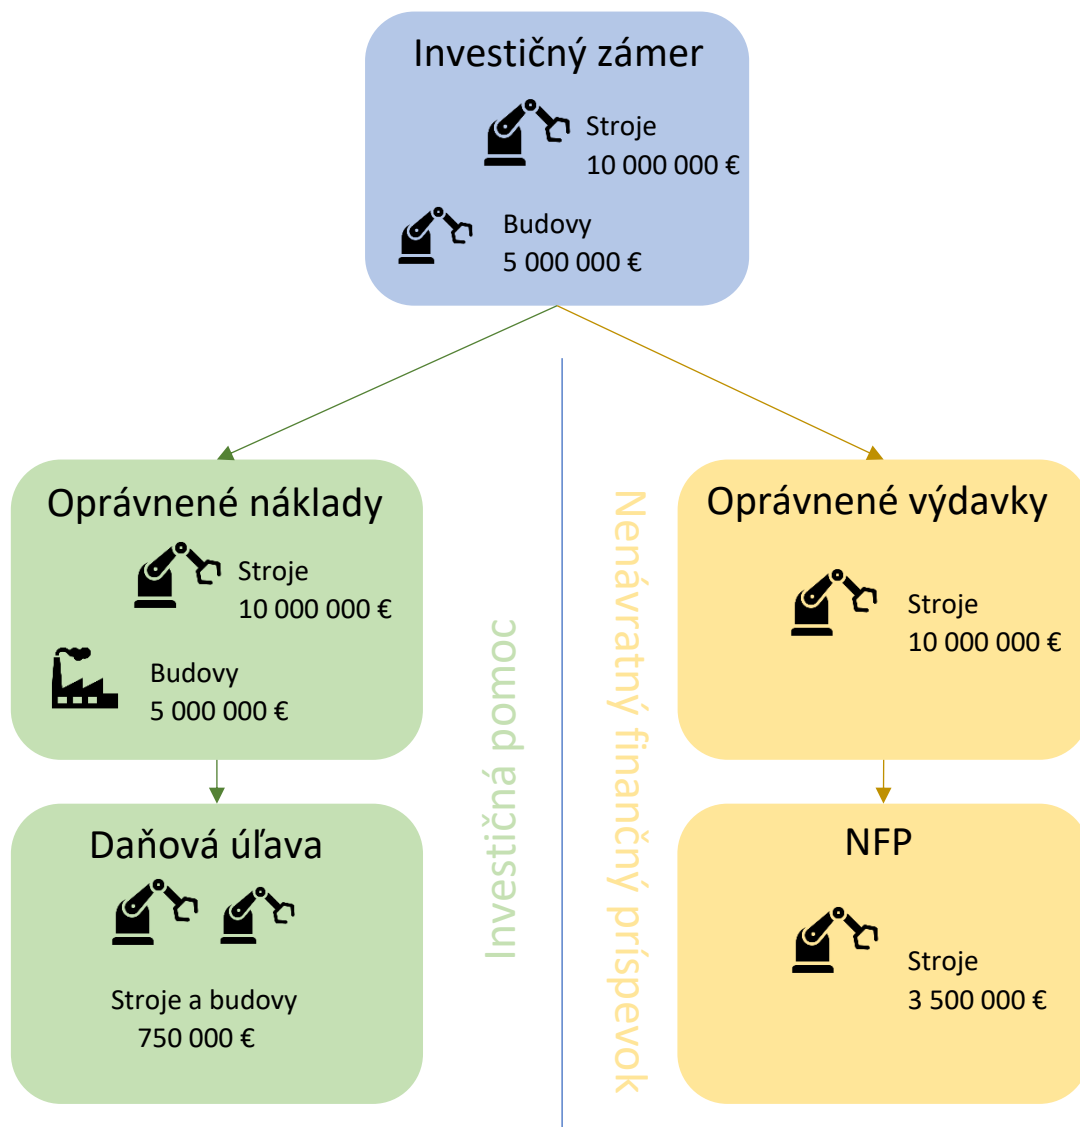 Investičný zámer
Stroje
10 000 000 €
Budovy
5 000 000 €
Oprávnené náklady
Stroje
10 000 000 €
Budovy
5 000 000 €
Daňová úľava
Stroje a budovy
750 000 €
Investičná pomoc
Nenávratný finančný príspevok
Oprávnené výdavky
Stroje
10 000 000 €
NFP
Stroje
3 500 000 €